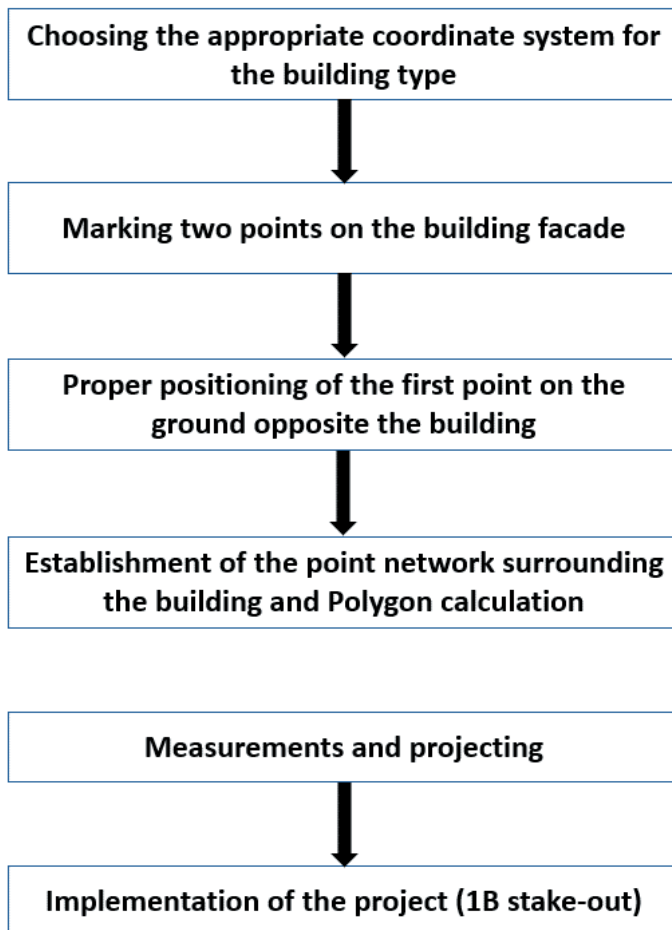 Choosing the appropriate coordinate system for
the building type
Marking two points on the building facade
Proper positioning of the first point on the
ground opposite the building
Establishment of the point network surrounding
the building and Polygon calculation
Measurements and projecting
Implementation of the project (1B stake-out)